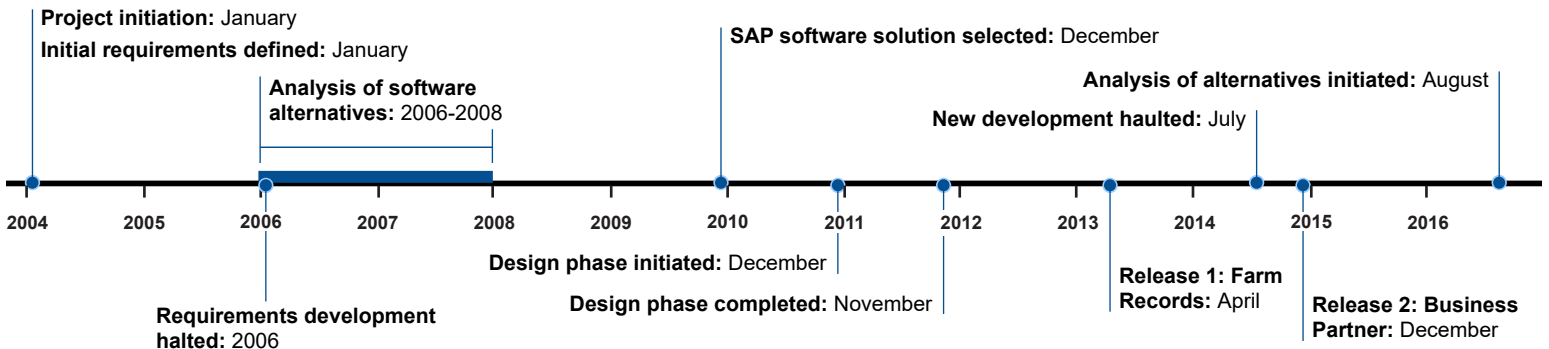 Project initiation: January
Initial requirements defined: January
Analysis of software
alternatives: 2006-2008
SAP software solution selected: December
Analysis of alternatives initiated: August
New development haulted: July
2004 2005 2006 2007 2008 2009 2010 2011 2012 2013 2014 2015 2016
Requirements development
halted: 2006
Design phase initiated: December
Design phase completed: November
Release 1: Farm
Records: April
Release 2: Business
Partner: December